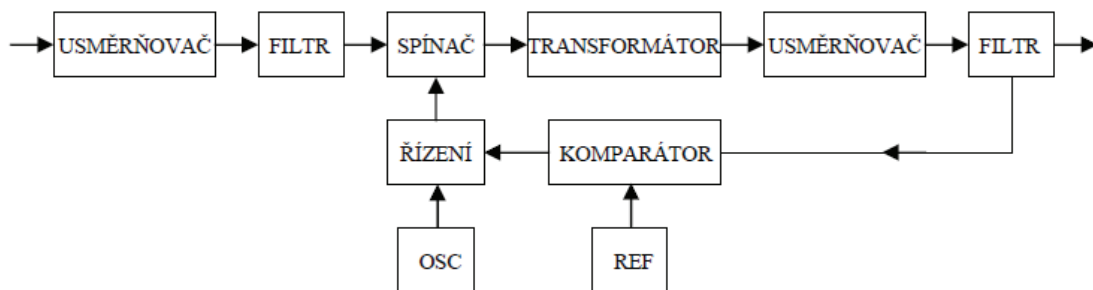 USMĚRŇOVAČ
FILTR
SPÍNAČ
TRANSFORMÁTOR
USMĚRŇOVAČ
FILTR
ŘÍZENÍ
KOMPARÁTOR
OSC
REF